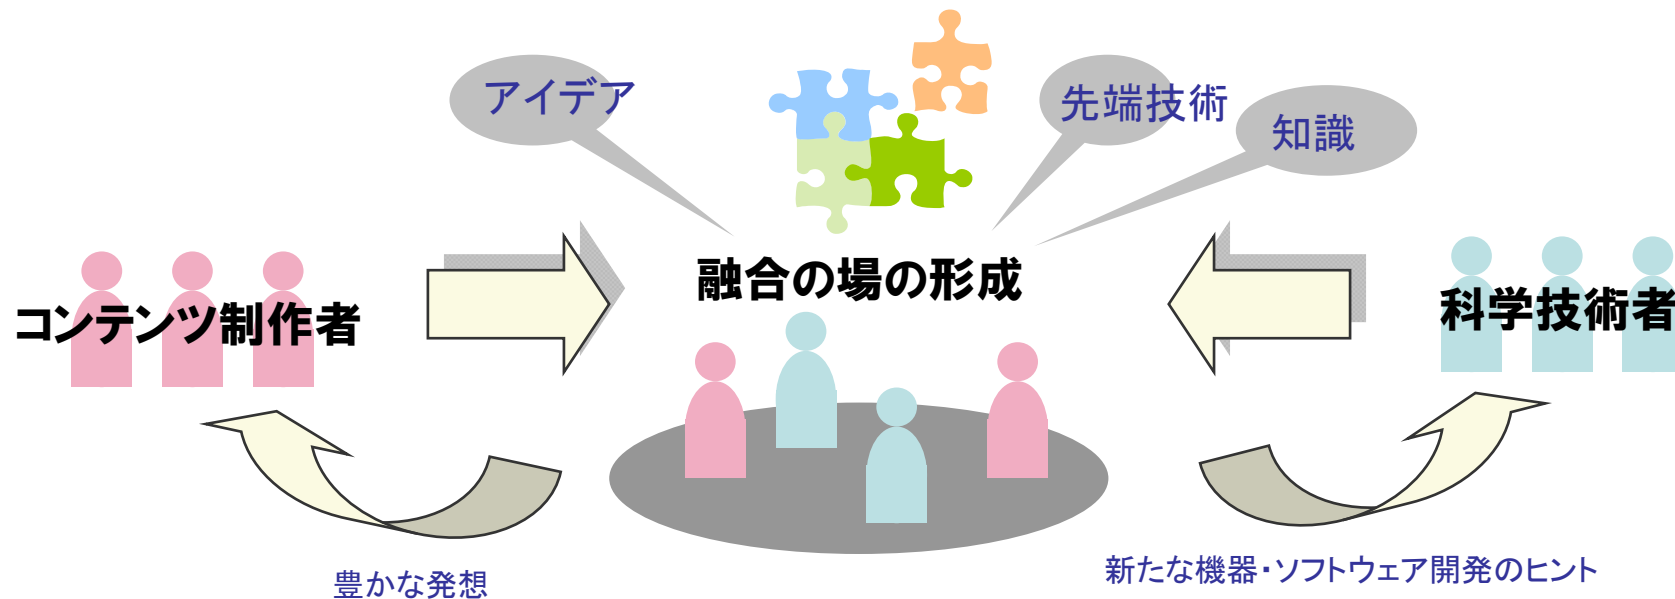 アイデア
先端技術
知識
融合の場の形成
コンテンツ制作者
科学技術者
豊かな発想
新たな機器・ソフトウェア開発のヒント